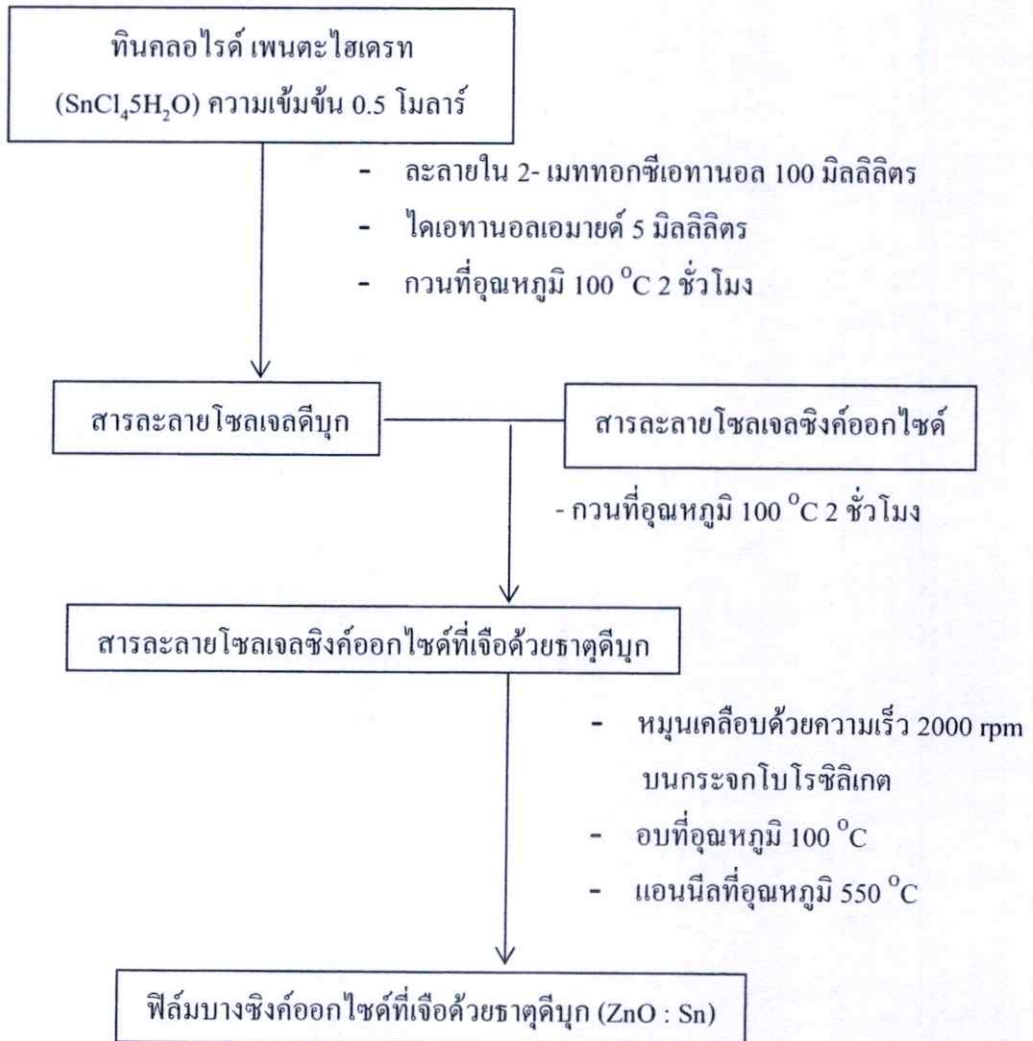 ทินคลอไรด์ เพนตะไฮเดรท
(SnCl₄5H₂O) ความเข้มข้น 0.5 โมลาร์
- ละลายใน 2- เมททอกซีเอทานอล 100 มิลลิลิตร
- ไดเอทานอลเอมายด์ 5 มิลลิลิตร
- กวนที่อุณหภูมิ 100 °C 2 ชั่วโมง
สารละลายโซลเจลดีบุก
สารละลายโซลเจลซิงค์ออกไซด์
- กวนที่อุณหภูมิ 100 °C 2 ชั่วโมง
สารละลายโซลเจลซิงค์ออกไซด์ที่เจือด้วยธาตุดีบุก
- หมุนเคลือบด้วยความเร็ว 2000 rpm
บนกระจกโบโรซิลิเกต
- อบที่อุณหภูมิ 100 °C
- แอนนีลที่อุณหภูมิ 550 °C
ฟิล์มบางซิงค์ออกไซด์ที่เจือด้วยธาตุดีบุก (ZnO : Sn)